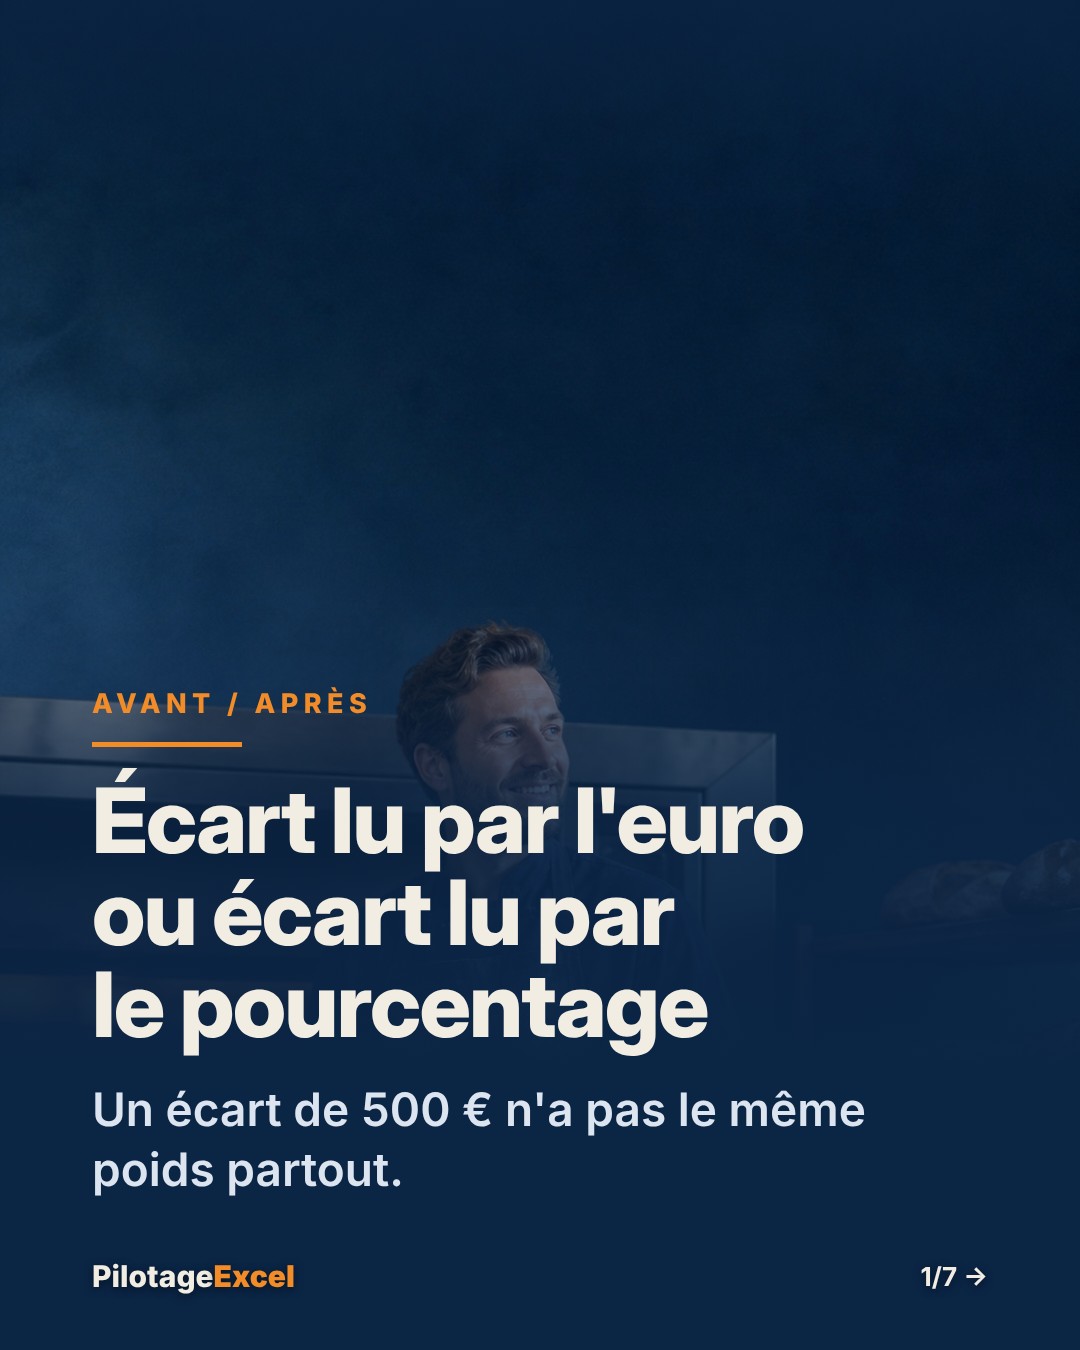 AVANT / APRÈS
Écart lu par l'euro
ou écart lu par
le pourcentage
Un écart de 500 € n'a pas le même
poids partout.
PilotageExcel
1/7 →